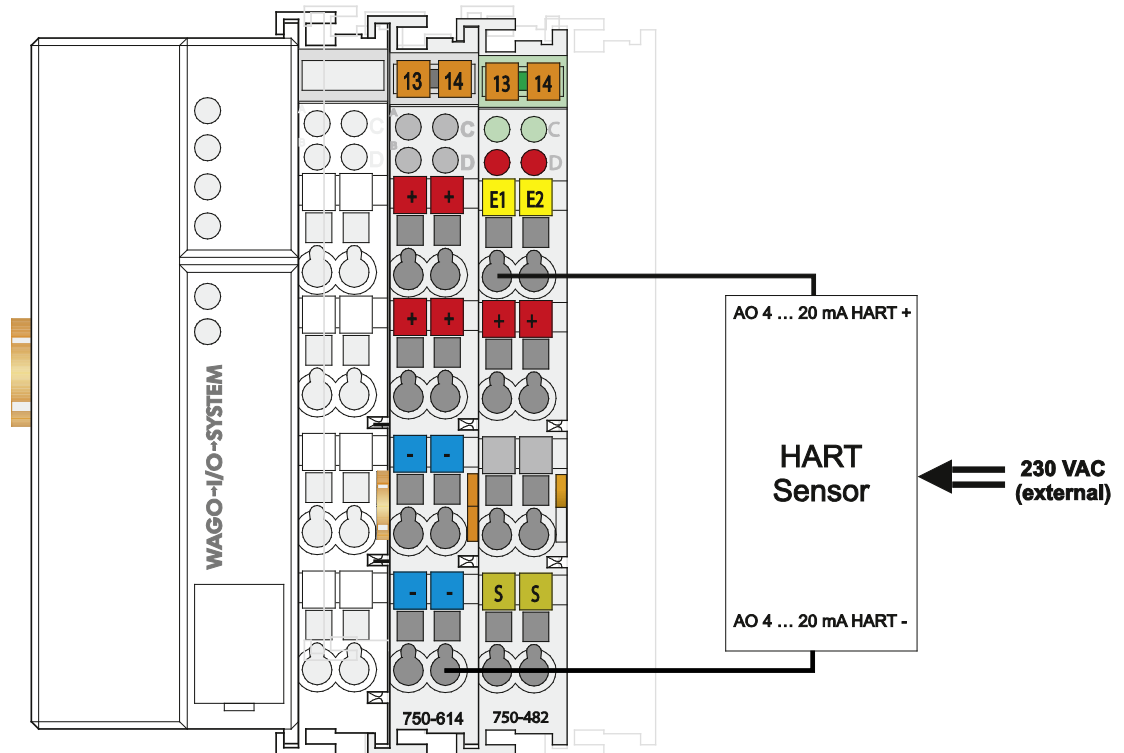 13 14 13 14
A C C
B D D
+ + E1 E2
+ + + +
AO 4 ... 20 mA HART +
WAGO→I/O→SYSTEM
- -
HART
Sensor
230 VAC
(external)
- - S S
AO 4 ... 20 mA HART -
750-614 750-482